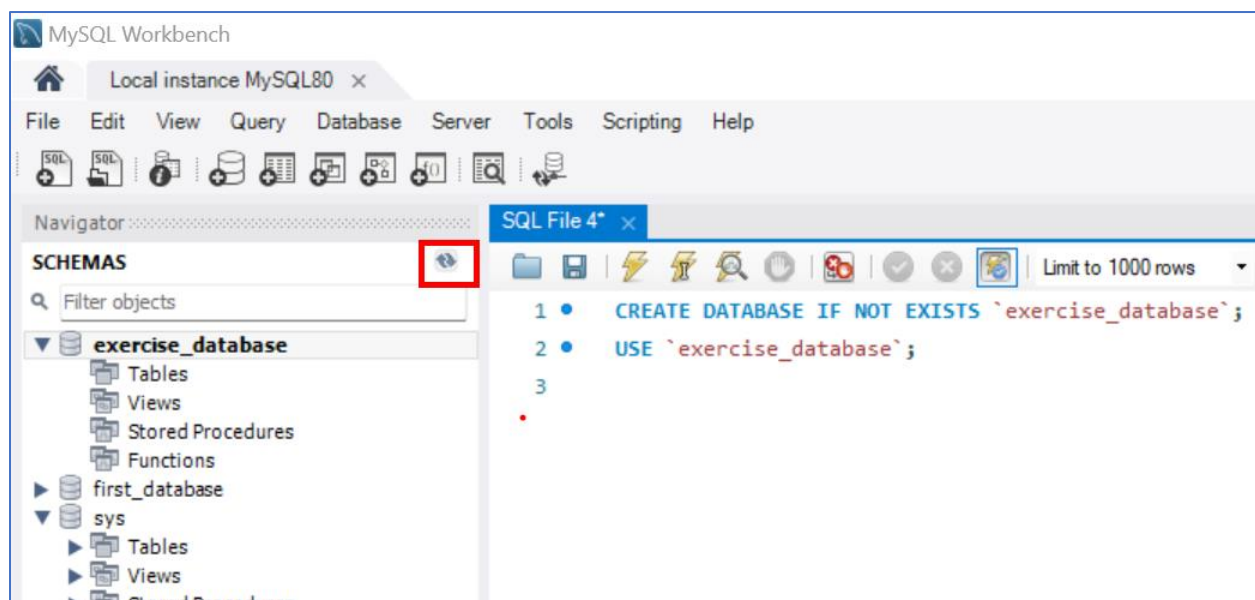 MySQL Workbench
Local instance MySQL80
File Edit View Query Database Server Tools Scripting Help
Navigator
SQL File 4*
SCHEMAS
Limit to 1000 rows
Filter objects
1 CREATE DATABASE IF NOT EXISTS `exercise_database`;
exercise_database
2 USE `exercise_database`;
Tables
3
Views
Stored Procedures
Functions
first_database
sys
Tables
Views